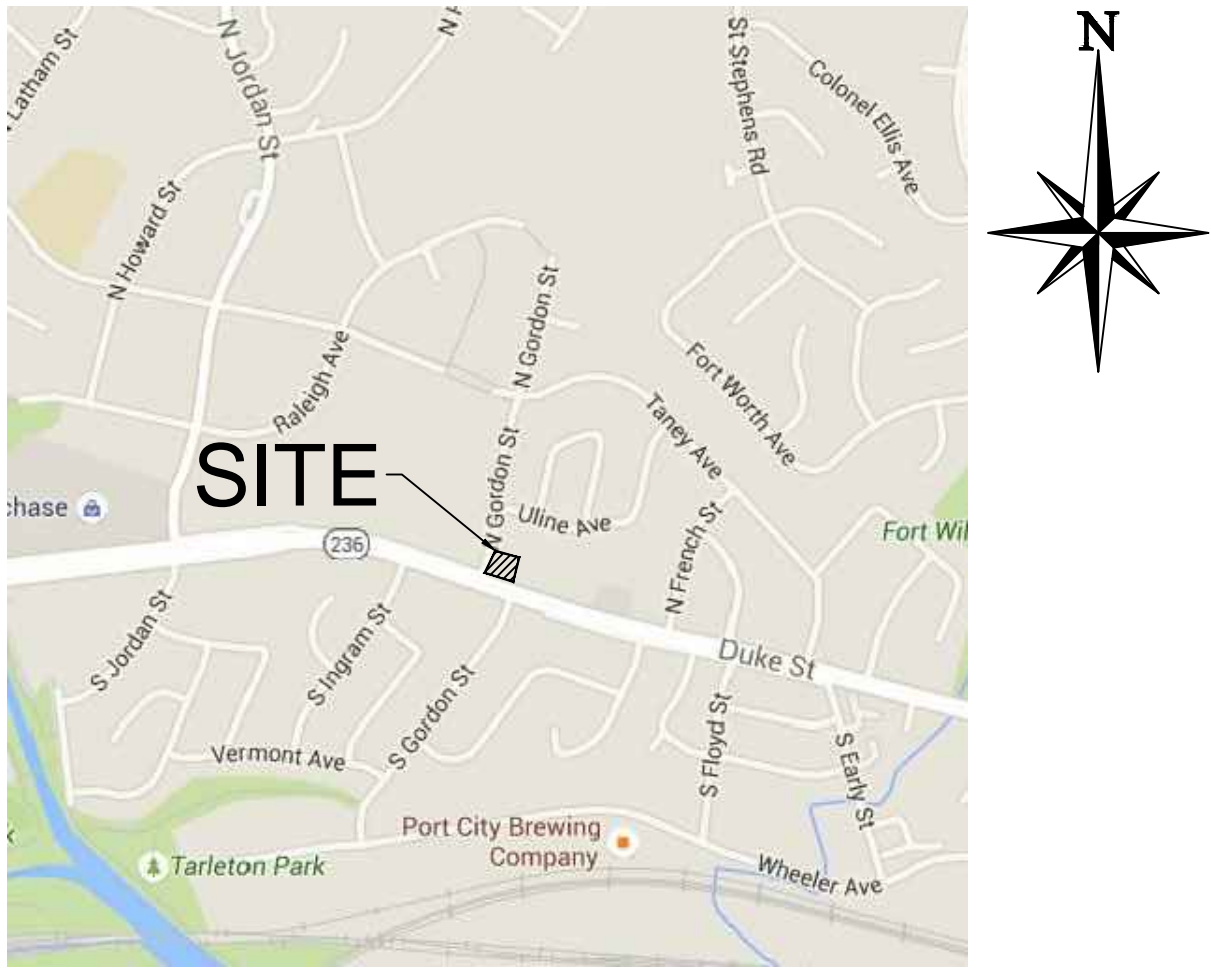 N
N Jordan St
N F
St Stephens Rd
Colonel Ellis Ave
Latham St
N Howard St
N Gordon St
Raleigh Ave
Fort Worth Ave
Taney Ave
N Gordon St
SITE
chase
Uline Ave
236
N French St
Fort Wil
Duke St
S Jordan St
S Ingram St
S Gordon St
Vermont Ave
S Floyd St
S Early St
Port City Brewing
Company
Tarleton Park
Wheeler Ave